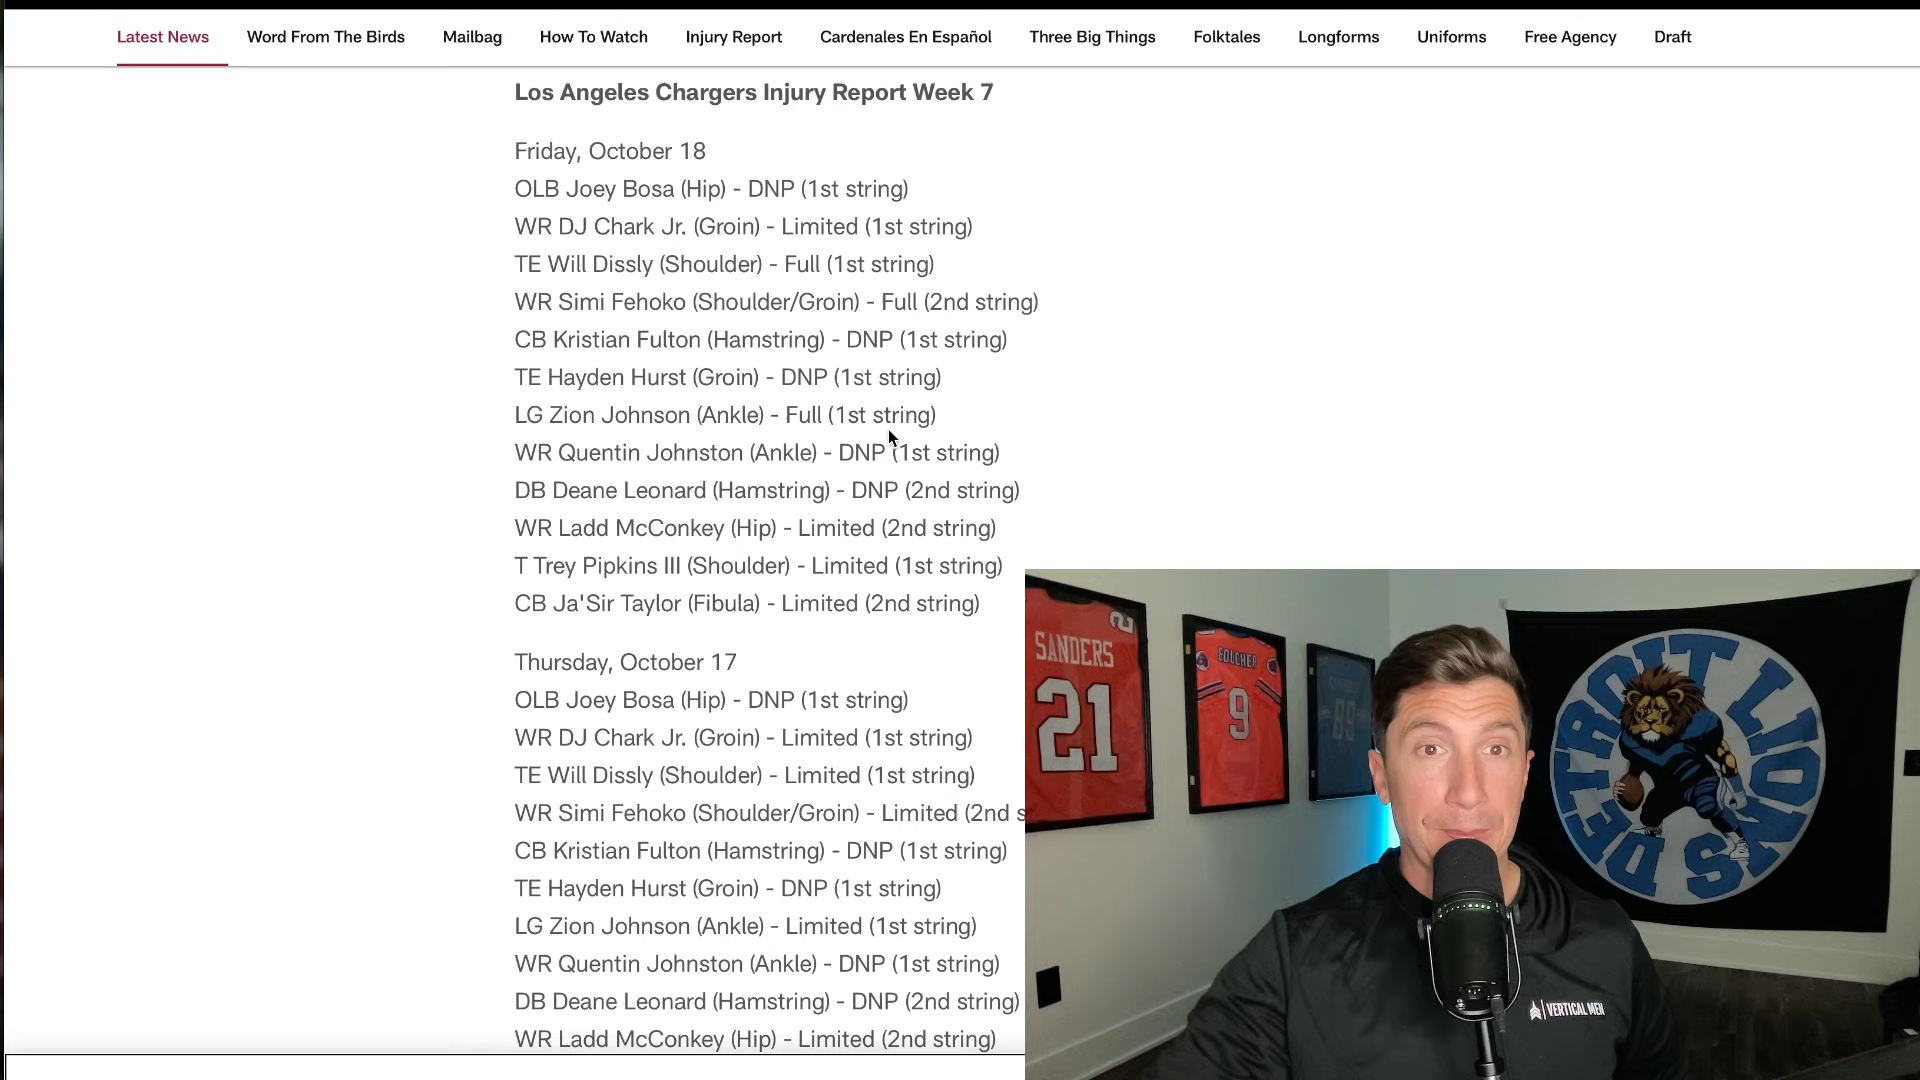 Latest News Word From The Birds Mailbag How To Watch Injury Report Cardenales En Español Three Big Things Folktales Longforms Uniforms Free Agency Draft
Los Angeles Chargers Injury Report Week 7
Friday, October 18
OLB Joey Bosa (Hip) - DNP (1st string)
WR DJ Chark Jr. (Groin) - Limited (1st string)
TE Will Dissly (Shoulder) - Full (1st string)
WR Simi Fehoko (Shoulder/Groin) - Full (2nd string)
CB Kristian Fulton (Hamstring) - DNP (1st string)
TE Hayden Hurst (Groin) - DNP (1st string)
LG Zion Johnson (Ankle) - Full (1st string)
WR Quentin Johnston (Ankle) - DNP (1st string)
DB Deane Leonard (Hamstring) - DNP (2nd string)
WR Ladd McConkey (Hip) - Limited (2nd string)
T Trey Pipkins III (Shoulder) - Limited (1st string)
CB Ja'Sir Taylor (Fibula) - Limited (2nd string)
Thursday, October 17
OLB Joey Bosa (Hip) - DNP (1st string)
WR DJ Chark Jr. (Groin) - Limited (1st string)
TE Will Dissly (Shoulder) - Limited (1st string)
WR Simi Fehoko (Shoulder/Groin) - Limited (2nd s
CB Kristian Fulton (Hamstring) - DNP (1st string)
TE Hayden Hurst (Groin) - DNP (1st string)
LG Zion Johnson (Ankle) - Limited (1st string)
WR Quentin Johnston (Ankle) - DNP (1st string)
DB Deane Leonard (Hamstring) - DNP (2nd string)
WR Ladd McConkey (Hip) - Limited (2nd string)
2
SANDERS
21
BOLCHER
9
89
DETROIT LIONS
VERTICAL MEN